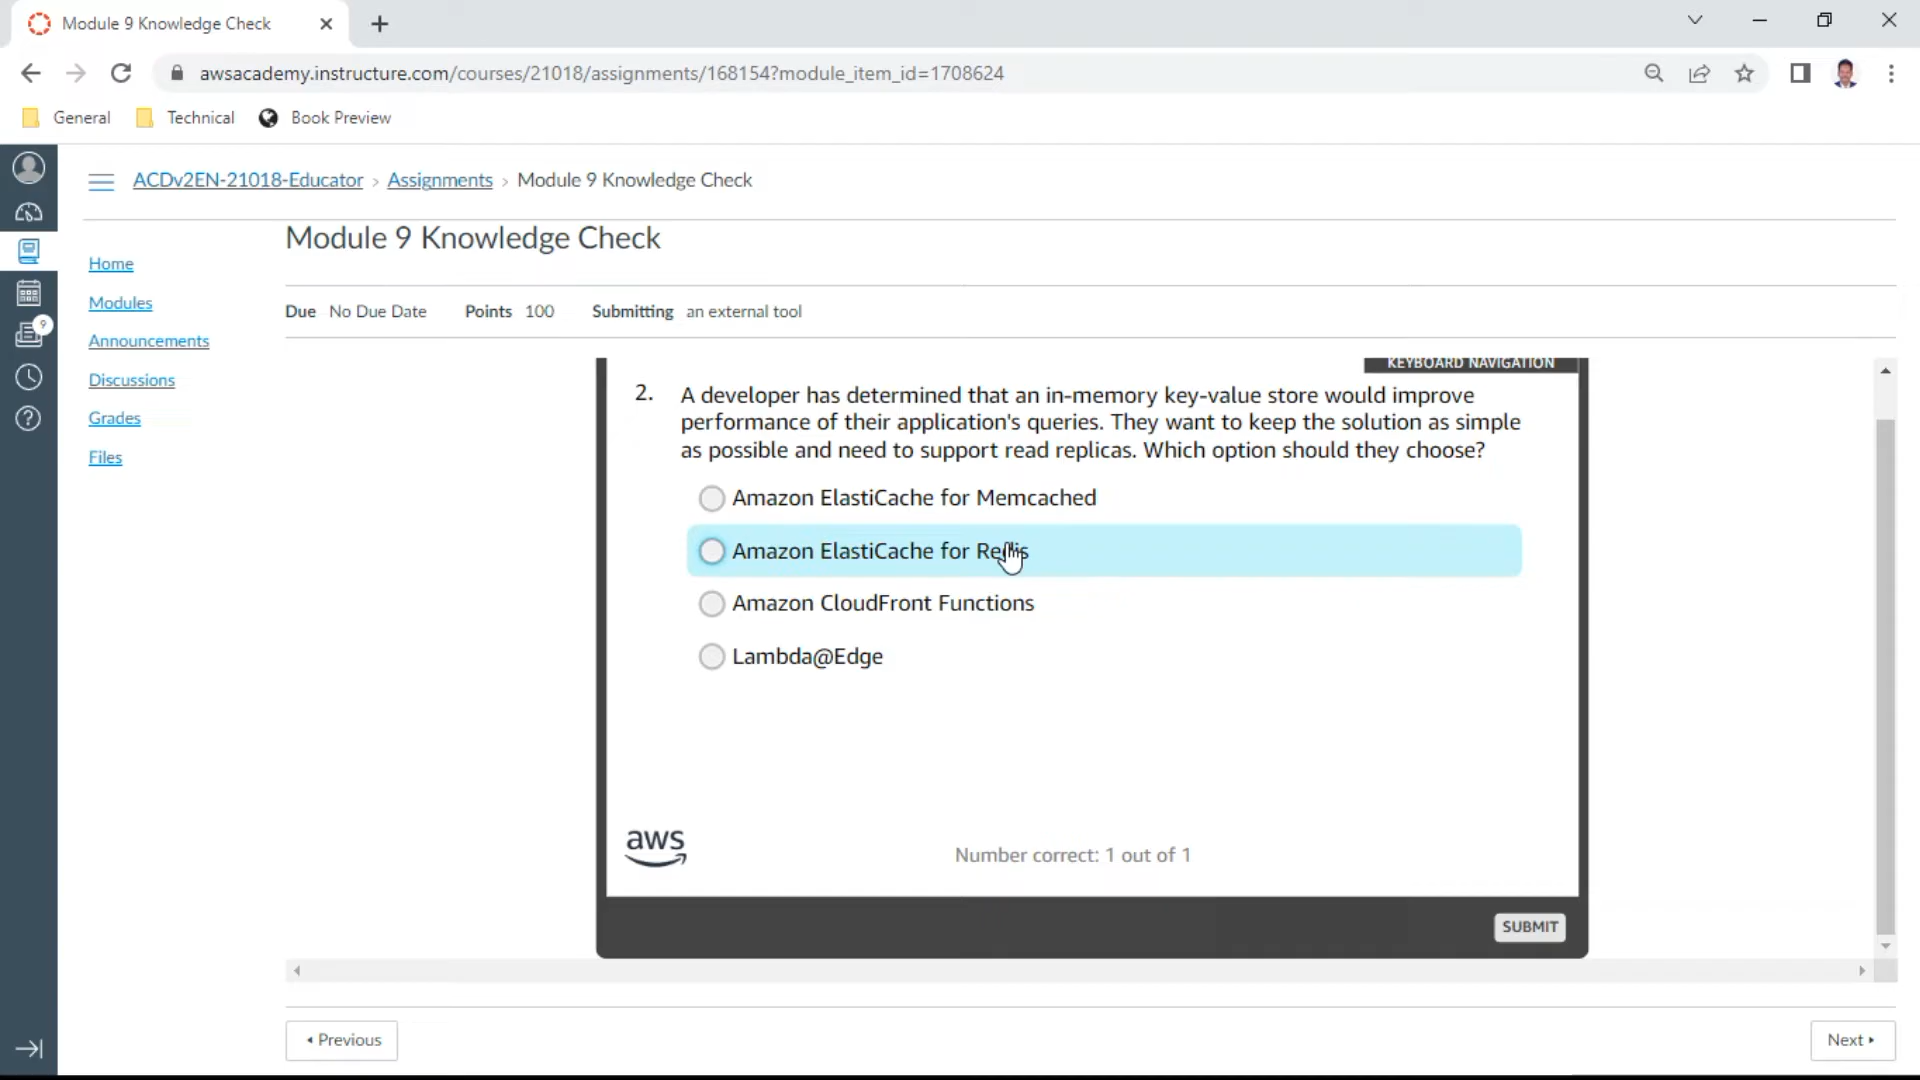 Module 9 Knowledge Check
awsacademy.instructure.com/courses/21018/assignments/168154?module_item_id=1708624
General Technical Book Preview
ACDv2EN-21018-Educator › Assignments › Module 9 Knowledge Check
9
Home
Modules
Announcements
Discussions
Grades
Files
Module 9 Knowledge Check
Due No Due Date Points 100 Submitting an external tool
KEYBOARD NAVIGATION
2. A developer has determined that an in-memory key-value store would improve
performance of their application's queries. They want to keep the solution as simple
as possible and need to support read replicas. Which option should they choose?
Amazon ElastiCache for Memcached
Amazon ElastiCache for Redis
Amazon CloudFront Functions
Lambda@Edge
aws
Number correct: 1 out of 1
SUBMIT
Previous
Next